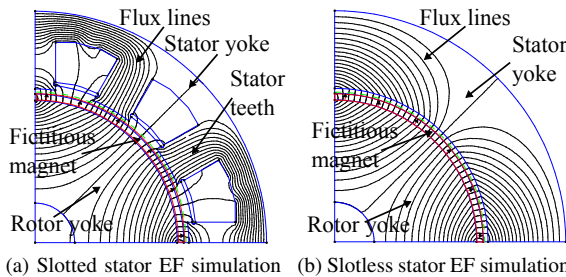 Flux lines
Stator yoke
Stator
teeth
Fictitious
magnet
Rotor yoke
(a) Slotted stator EF simulation
Flux lines
Stator
yoke
Fictitious
magnet
Rotor yoke
(b) Slotless stator EF simulation